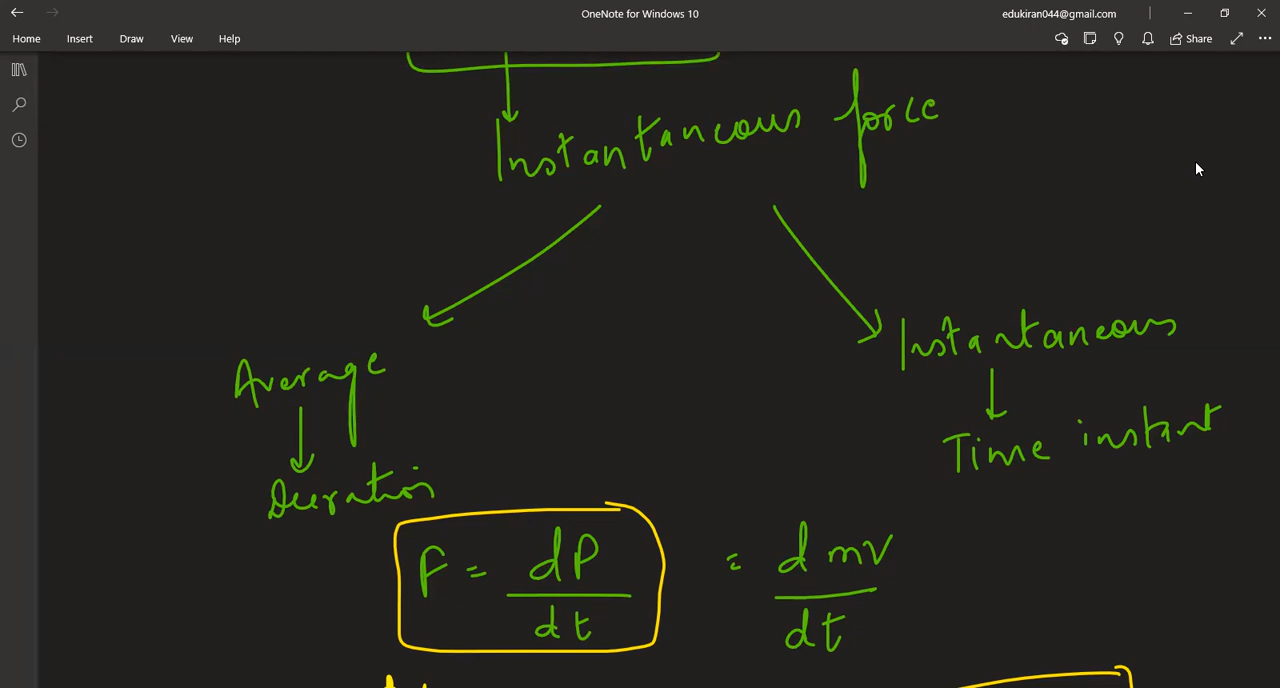 OneNote for Windows 10
edukiran044@gmail.com
Home Insert Draw View Help
Share
Instantaneous force
Average
Instantaneous
Duration
Time instant
F = dP/dt = d mv/dt